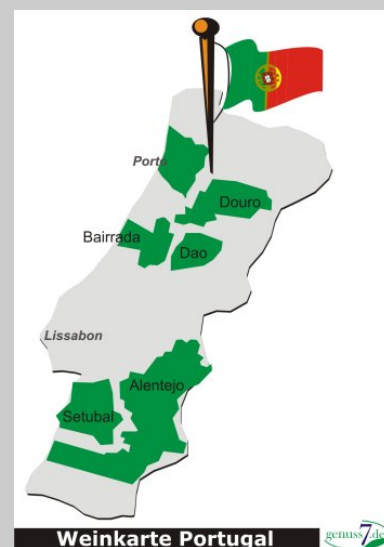 Porto
Douro
Bairrada
Dao
Lissabon
Alentejo
Setubal
Weinkarte Portugal
genuss7.de